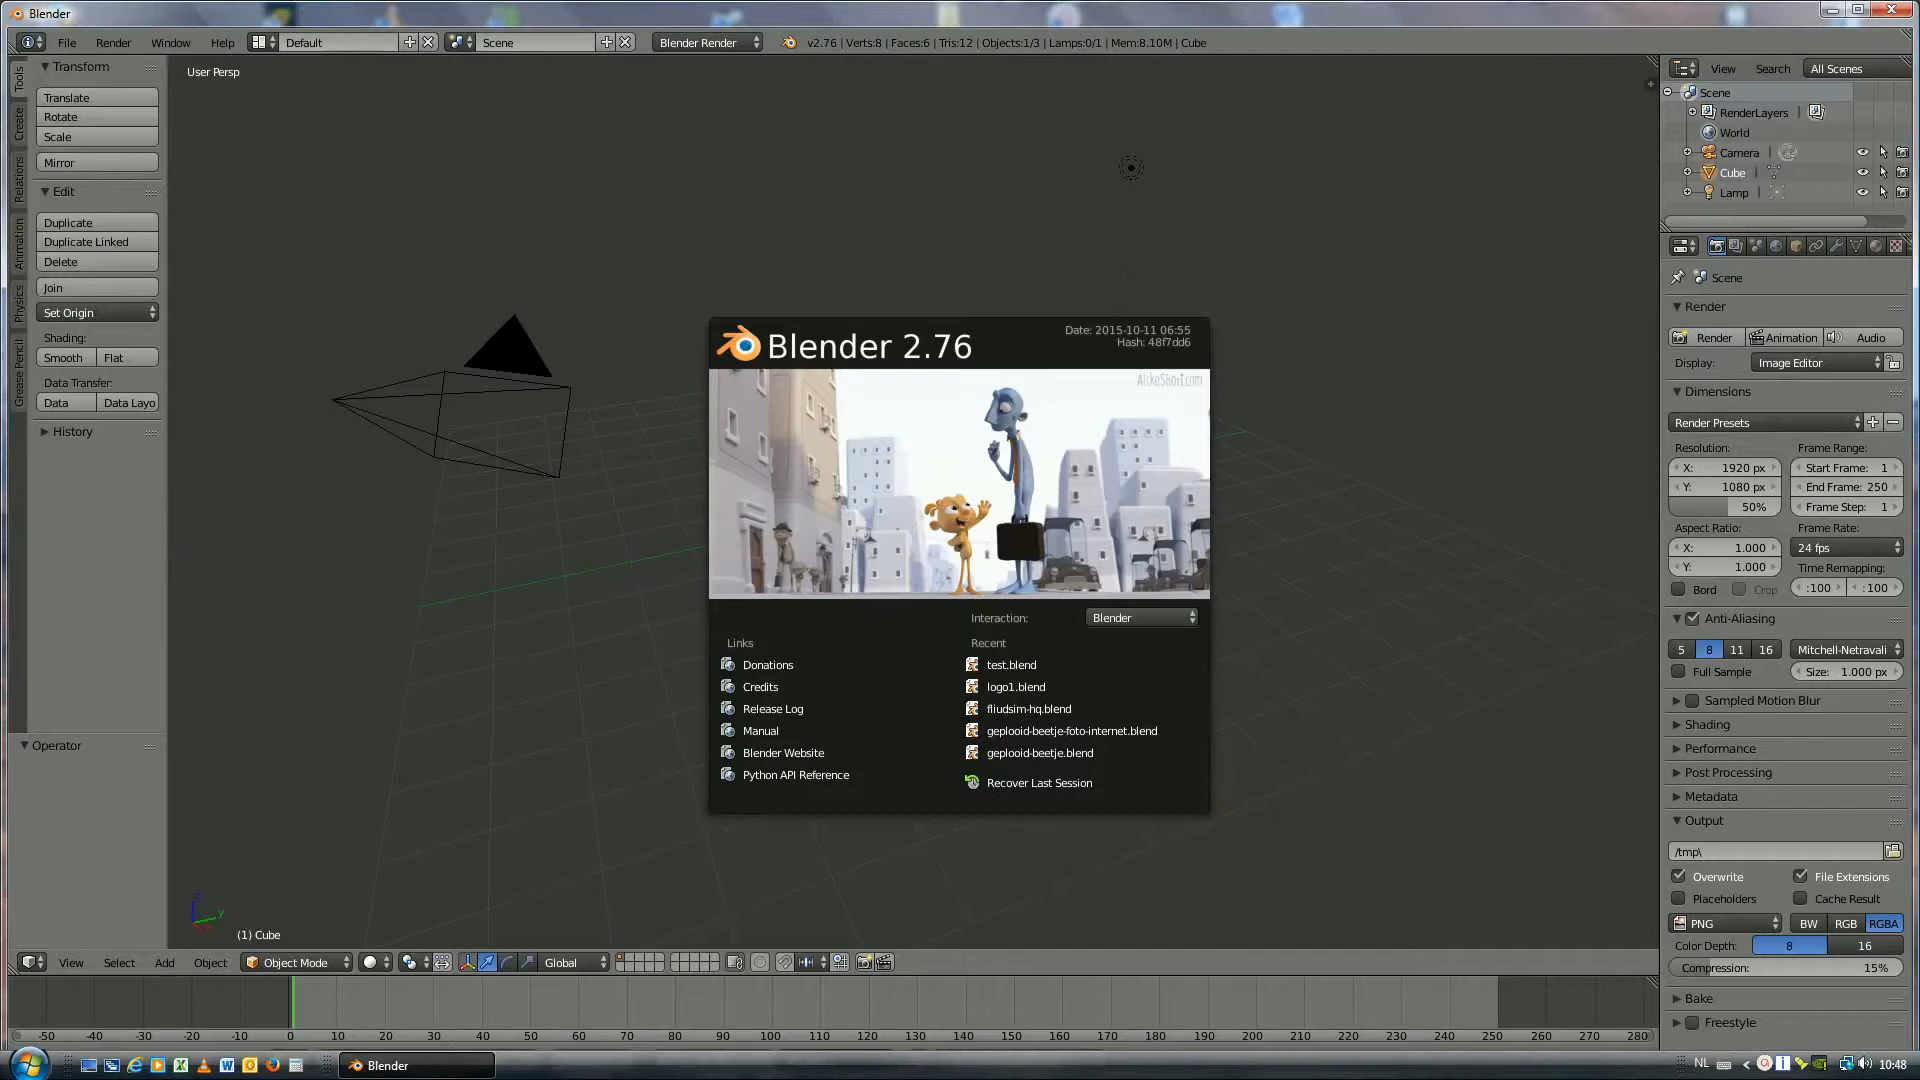 Blender
File Render Window Help Default Scene Blender Render v2.76 | Verts:8 | Faces:6 | Tris:12 | Objects:1/3 | Lamps:0/1 | Mem:8.10M | Cube
Tools
Create
Relations
Animation
Physics
Grease Pencil
Transform
Translate
Rotate
Scale
Mirror
Edit
Duplicate
Duplicate Linked
Delete
Join
Set Origin
Shading:
Smooth Flat
Data Transfer:
Data Data Layo
History
Operator
User Persp
Blender 2.76
Date: 2015-10-11 06:55
Hash: 48f7dd6
AlikeShort.com
Interaction: Blender
Links
Donations
Credits
Release Log
Manual
Blender Website
Python API Reference
Recent
test.blend
logo1.blend
fliudsim-hq.blend
geplooid-beetje-foto-internet.blend
geplooid-beetje.blend
Recover Last Session
y
(1) Cube
View Select Add Object Object Mode Global
-50 -40 -30 -20 -10 0 10 20 30 40 50 60 70 80 90 100 110 120 130 140 150 160 170 180 190 200 210 220 230 240 250 260 270 280
View Search All Scenes
Scene
RenderLayers |
World
Camera |
Cube |
Lamp |
Scene
Render
Render Animation Audio
Display: Image Editor
Dimensions
Render Presets
Resolution: Frame Range:
X: 1920 px Start Frame: 1
Y: 1080 px End Frame: 250
50% Frame Step: 1
Aspect Ratio: Frame Rate:
X: 1.000 24 fps
Y: 1.000 Time Remapping:
Bord Crop :100 :100
Anti-Aliasing
5 8 11 16 Mitchell-Netravali
Full Sample Size: 1.000 px
Sampled Motion Blur
Shading
Performance
Post Processing
Metadata
Output
/tmp\
Overwrite File Extensions
Placeholders Cache Result
PNG BW RGB RGBA
Color Depth: 8 16
Compression: 15%
Bake
Freestyle
Blender NL 10:48